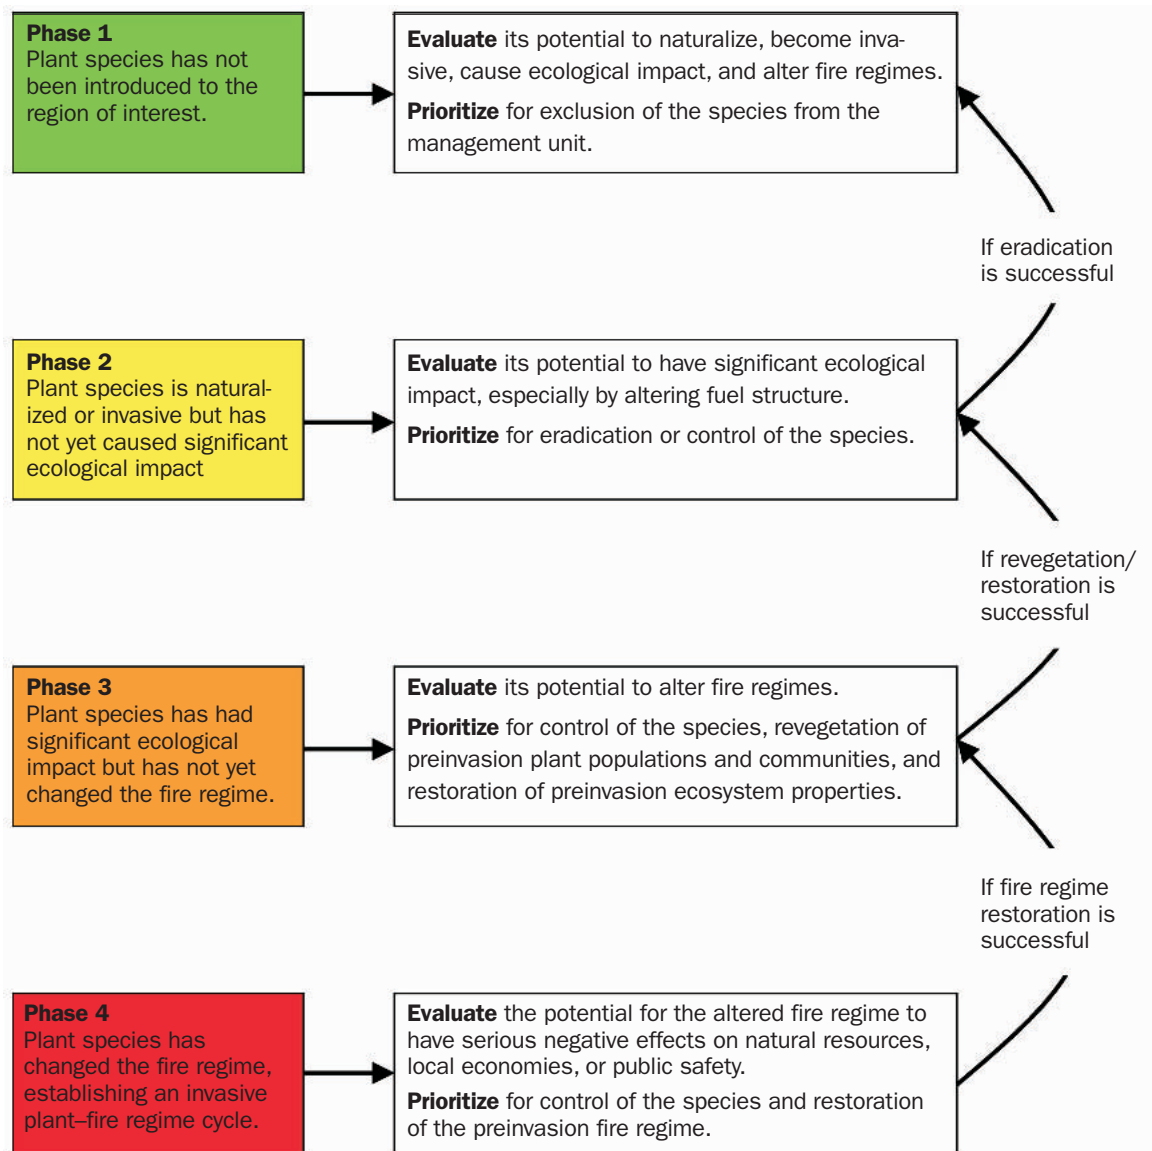 Phase 1
Plant species has not
been introduced to the
region of interest.
Evaluate its potential to naturalize, become inva-
sive, cause ecological impact, and alter fire regimes.
Prioritize for exclusion of the species from the
management unit.
If eradication
is successful
Phase 2
Plant species is natural-
ized or invasive but has
not yet caused significant
ecological impact
Evaluate its potential to have significant ecological
impact, especially by altering fuel structure.
Prioritize for eradication or control of the species.
If revegetation/
restoration is
successful
Phase 3
Plant species has had
significant ecological
impact but has not yet
changed the fire regime.
Evaluate its potential to alter fire regimes.
Prioritize for control of the species, revegetation of
preinvasion plant populations and communities, and
restoration of preinvasion ecosystem properties.
If fire regime
restoration is
successful
Phase 4
Plant species has
changed the fire regime,
establishing an invasive
plant–fire regime cycle.
Evaluate the potential for the altered fire regime to
have serious negative effects on natural resources,
local economies, or public safety.
Prioritize for control of the species and restoration
of the preinvasion fire regime.